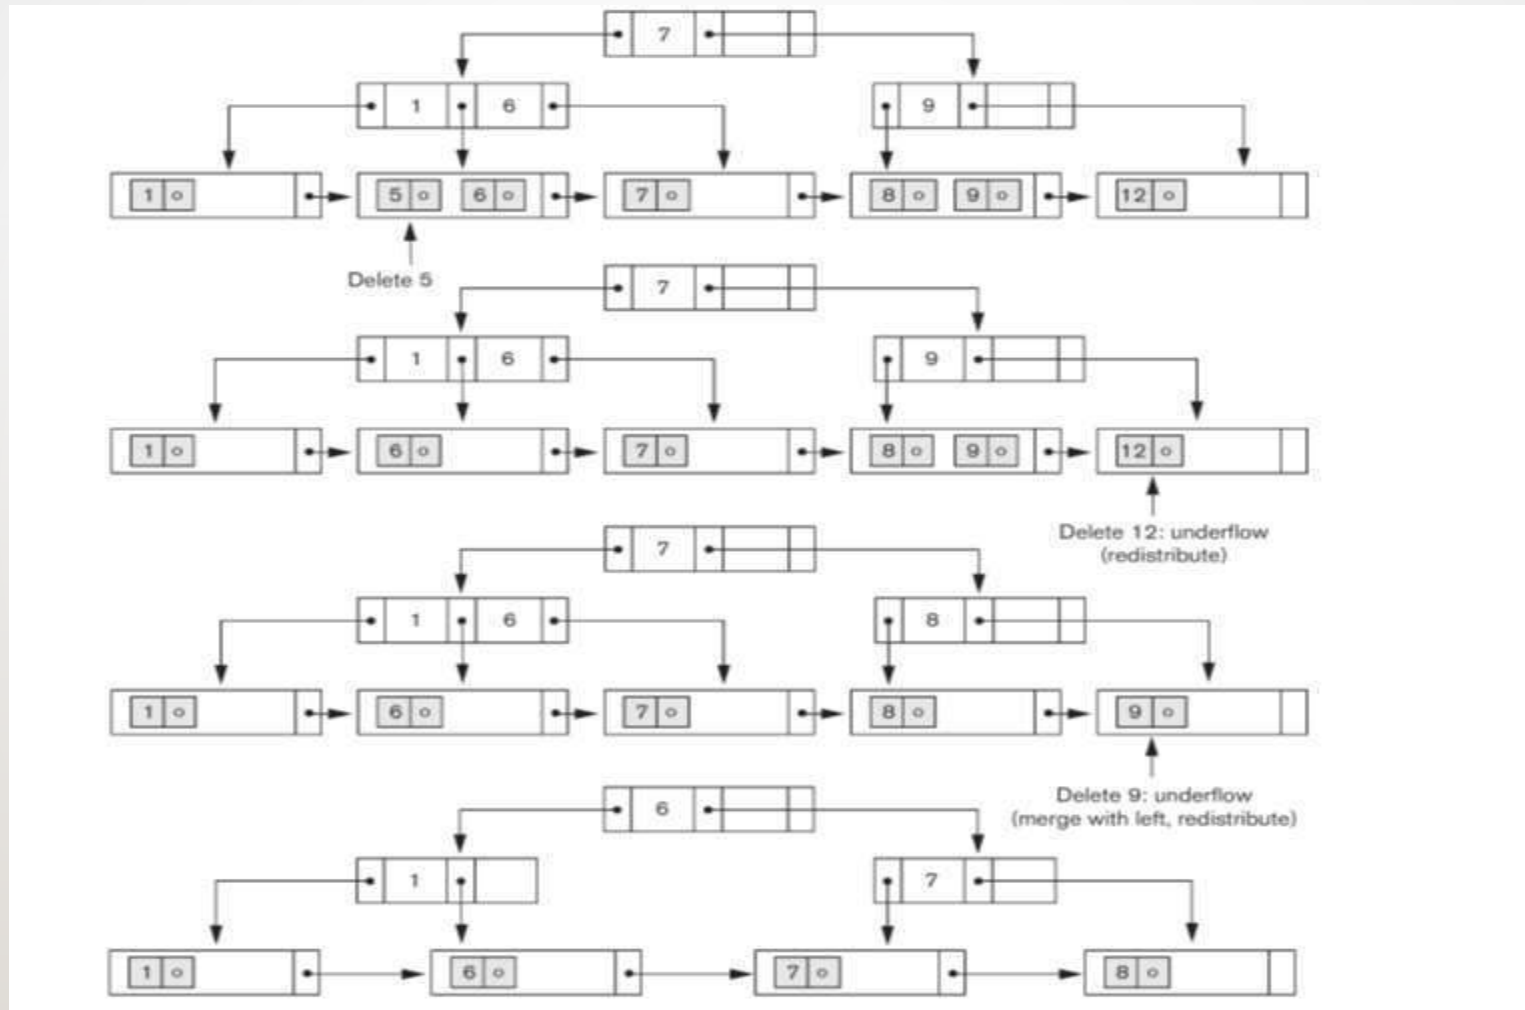 7
1 6
9
1 o
5 o 6 o
7 o
8 o 9 o
12 o
Delete 5
7
1 6
9
1 o
6 o
7 o
8 o 9 o
12 o
Delete 12: underflow
(redistribute)
7
1 6
8
1 o
6 o
7 o
8 o
9 o
Delete 9: underflow
(merge with left, redistribute)
6
1
7
1 o
6 o
7 o
8 o